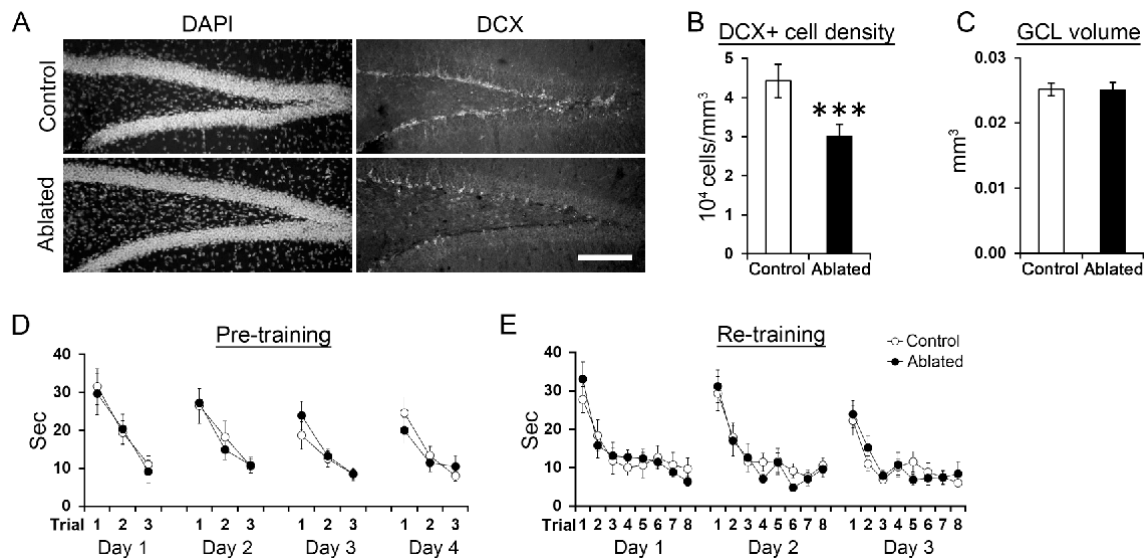 A
DAPI
DCX
Control
Ablated
B
DCX+ cell density
10⁴ cells/mm³
5
4
3
2
1
0
***
Control Ablated
C
GCL volume
mm³
0.03
0.02
0.01
0.00
Control Ablated
D
Pre-training
Sec
40
30
20
10
0
Trial 1 2 3 1 2 3 1 2 3 1 2 3
Day 1 Day 2 Day 3 Day 4
E
Re-training
Control
Ablated
Sec
40
30
20
10
0
Trial 1 2 3 4 5 6 7 8 1 2 3 4 5 6 7 8 1 2 3 4 5 6 7 8
Day 1 Day 2 Day 3